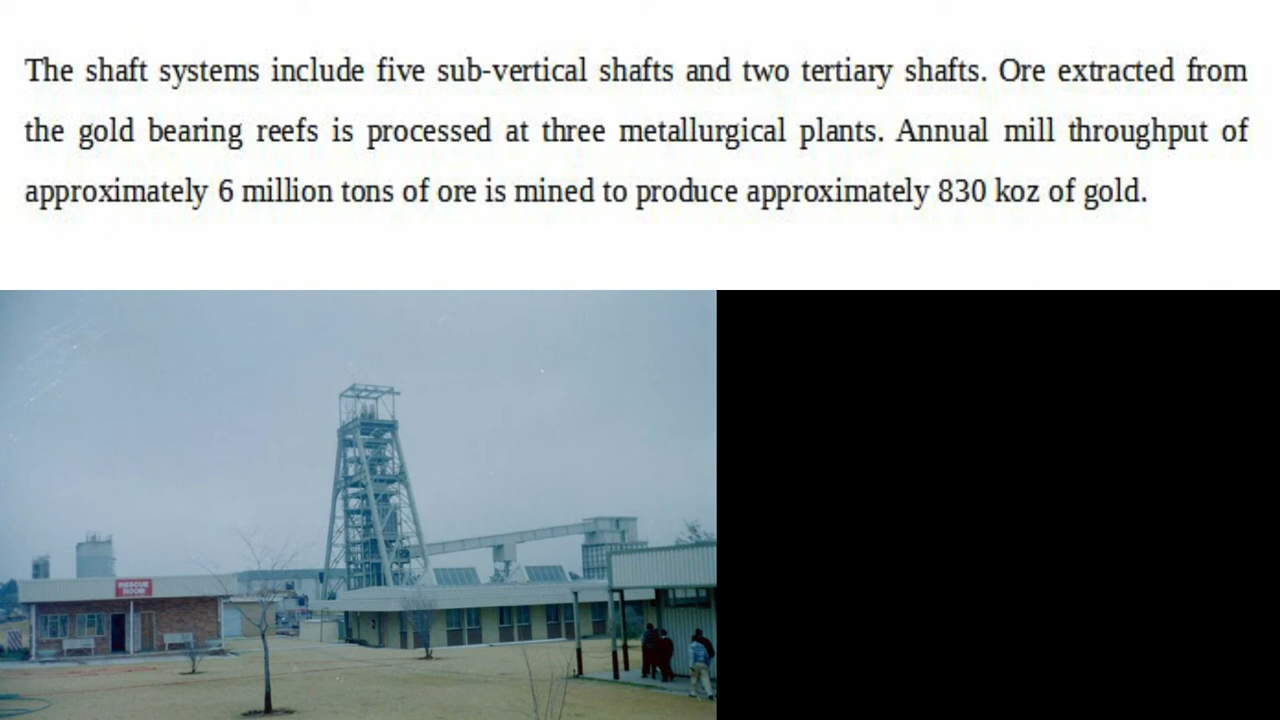 The shaft systems include five sub-vertical shafts and two tertiary shafts. Ore extracted from
the gold bearing reefs is processed at three metallurgical plants. Annual mill throughput of
approximately 6 million tons of ore is mined to produce approximately 830 koz of gold.
RESCUE
ROOM